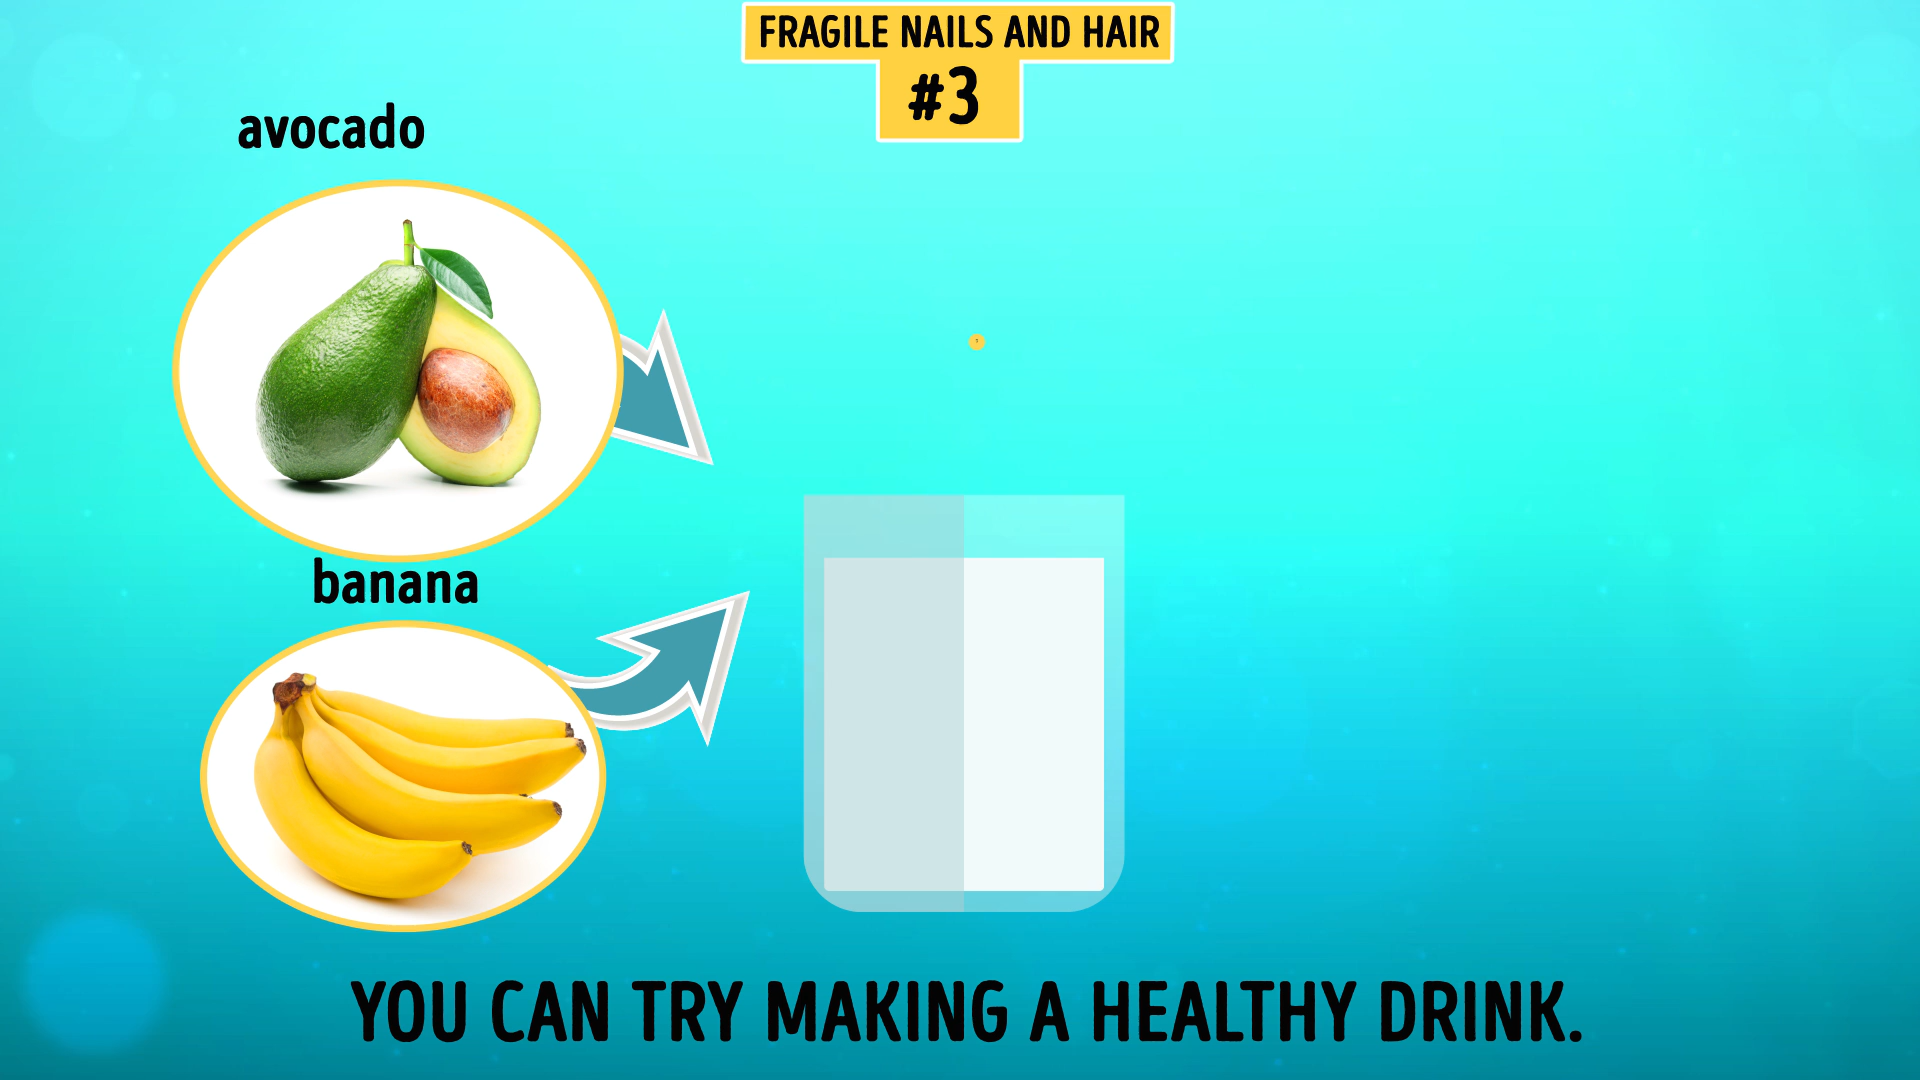 FRAGILE NAILS AND HAIR
#3
avocado
banana
YOU CAN TRY MAKING A HEALTHY DRINK.